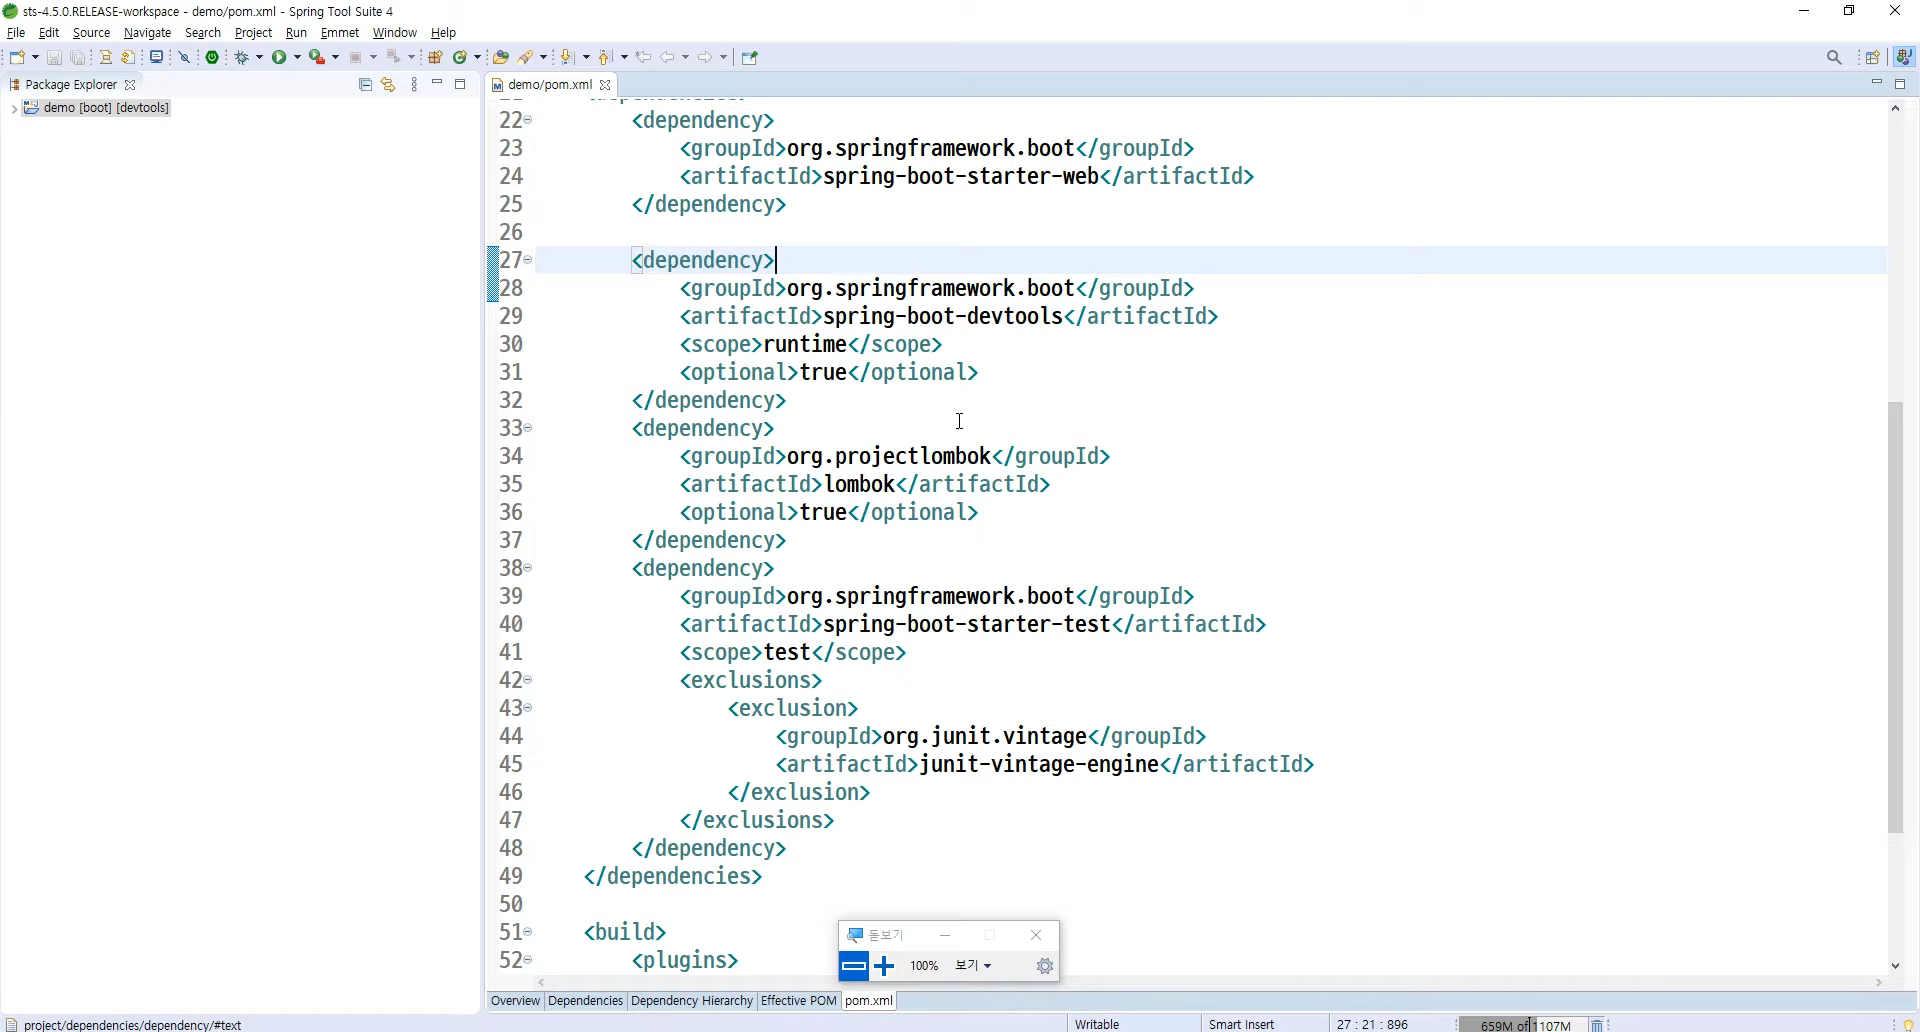 sts-4.5.0.RELEASE-workspace - demo/pom.xml - Spring Tool Suite 4
File Edit Source Navigate Search Project Run Emmet Window Help
Package Explorer
demo [boot] [devtools]
demo/pom.xml
22 <dependency>
23 <groupId>org.springframework.boot</groupId>
24 <artifactId>spring-boot-starter-web</artifactId>
25 </dependency>
26
27 <dependency>
28 <groupId>org.springframework.boot</groupId>
29 <artifactId>spring-boot-devtools</artifactId>
30 <scope>runtime</scope>
31 <optional>true</optional>
32 </dependency>
33 <dependency>
34 <groupId>org.projectlombok</groupId>
35 <artifactId>lombok</artifactId>
36 <optional>true</optional>
37 </dependency>
38 <dependency>
39 <groupId>org.springframework.boot</groupId>
40 <artifactId>spring-boot-starter-test</artifactId>
41 <scope>test</scope>
42 <exclusions>
43 <exclusion>
44 <groupId>org.junit.vintage</groupId>
45 <artifactId>junit-vintage-engine</artifactId>
46 </exclusion>
47 </exclusions>
48 </dependency>
49 </dependencies>
50
51 <build>
52 <plugins>
돋보기
100% 보기
Overview Dependencies Dependency Hierarchy Effective POM pom.xml
project/dependencies/dependency/#text Writable Smart Insert 27 : 21 : 896 659M of 1107M